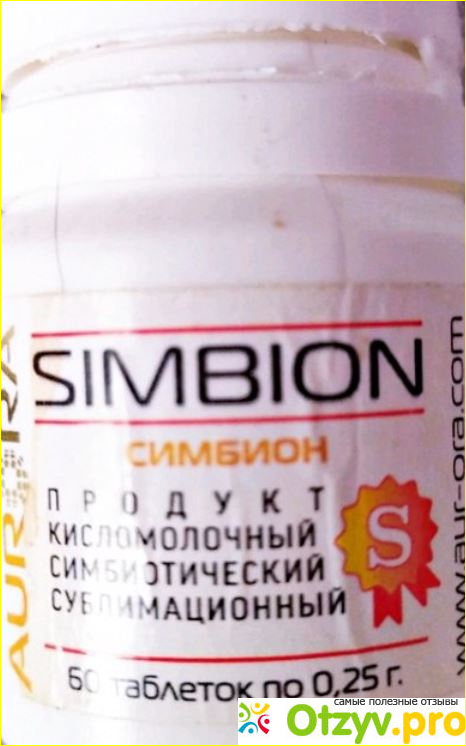 SIMBION
СИМБИОН
ПРОДУКТ
КИСЛОМОЛОЧНЫЙ
СИМБИОТИЧЕСКИЙ
СУБЛИМАЦИОННЫЙ
S
60 таблеток по 0,25 г.
www.aur-ora.com
самые полезные отзывы
Otzyv.pro